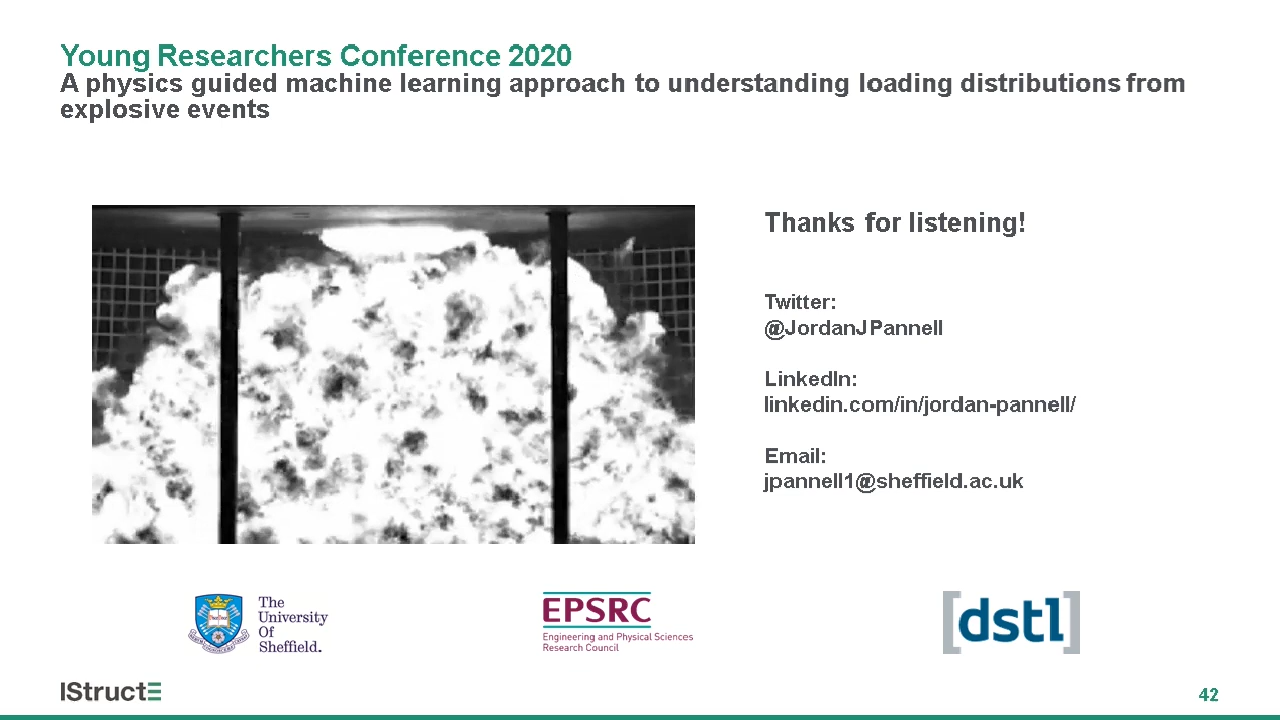 Young Researchers Conference 2020
A physics guided machine learning approach to understanding loading distributions from
explosive events
Thanks for listening!
Twitter:
@JordanJPannell
LinkedIn:
linkedin.com/in/jordan-pannell/
Email:
jpannell1@sheffield.ac.uk
The
University
Of
Sheffield.
EPSRC
Engineering and Physical Sciences
Research Council
[dstl]
IStructE
42